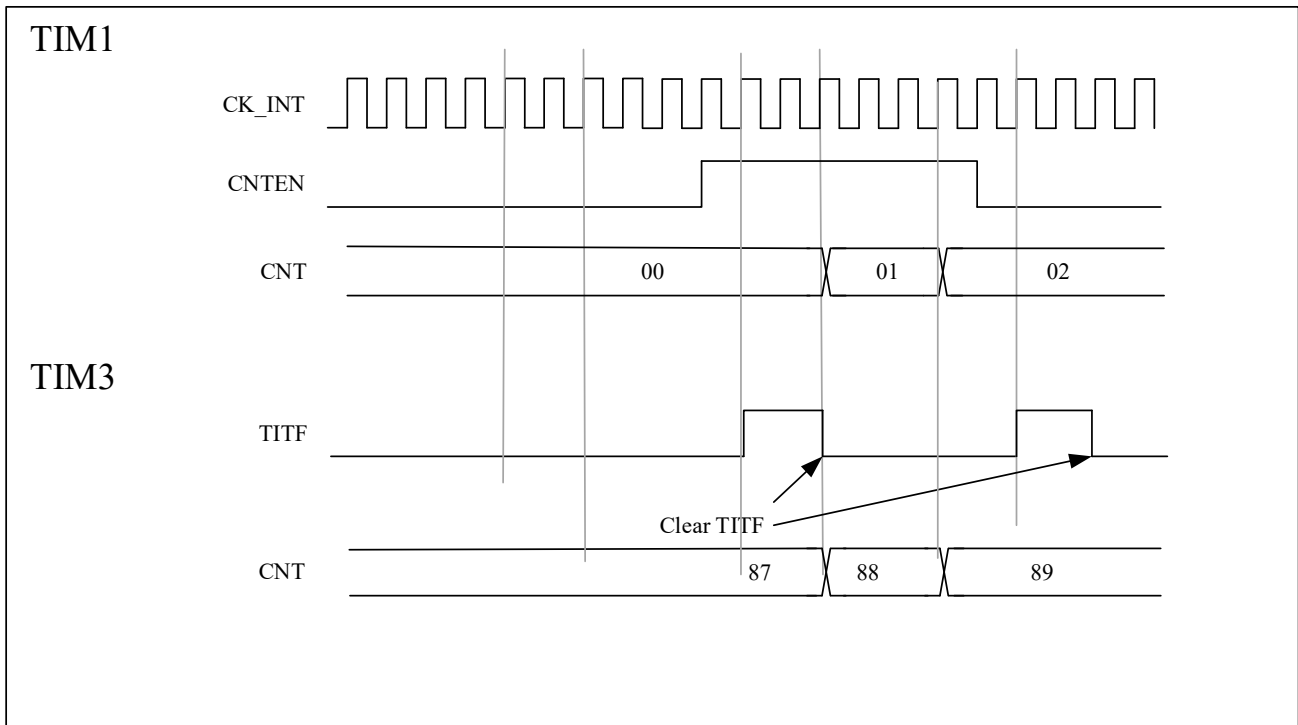 TIM1
CK_INT
CNTEN
CNT 00 01 02
TIM3
TITF
Clear TITF
CNT 87 88 89